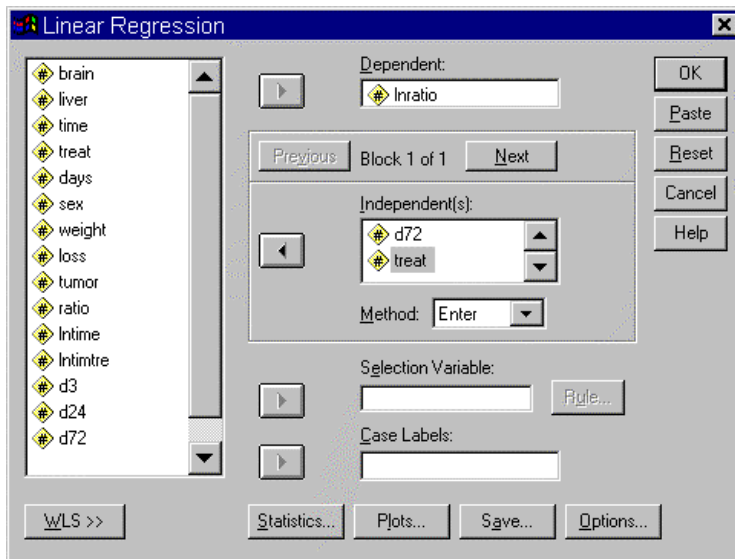 Linear Regression
brain
liver
time
treat
days
sex
weight
loss
tumor
ratio
lntime
lntimtre
d3
d24
d72
WLS >>
Dependent:
lnratio
Previous
Block 1 of 1
Next
Independent(s):
d72
treat
Method:
Enter
Selection Variable:
Rule...
Case Labels:
Statistics...
Plots...
Save...
Options...
OK
Paste
Reset
Cancel
Help